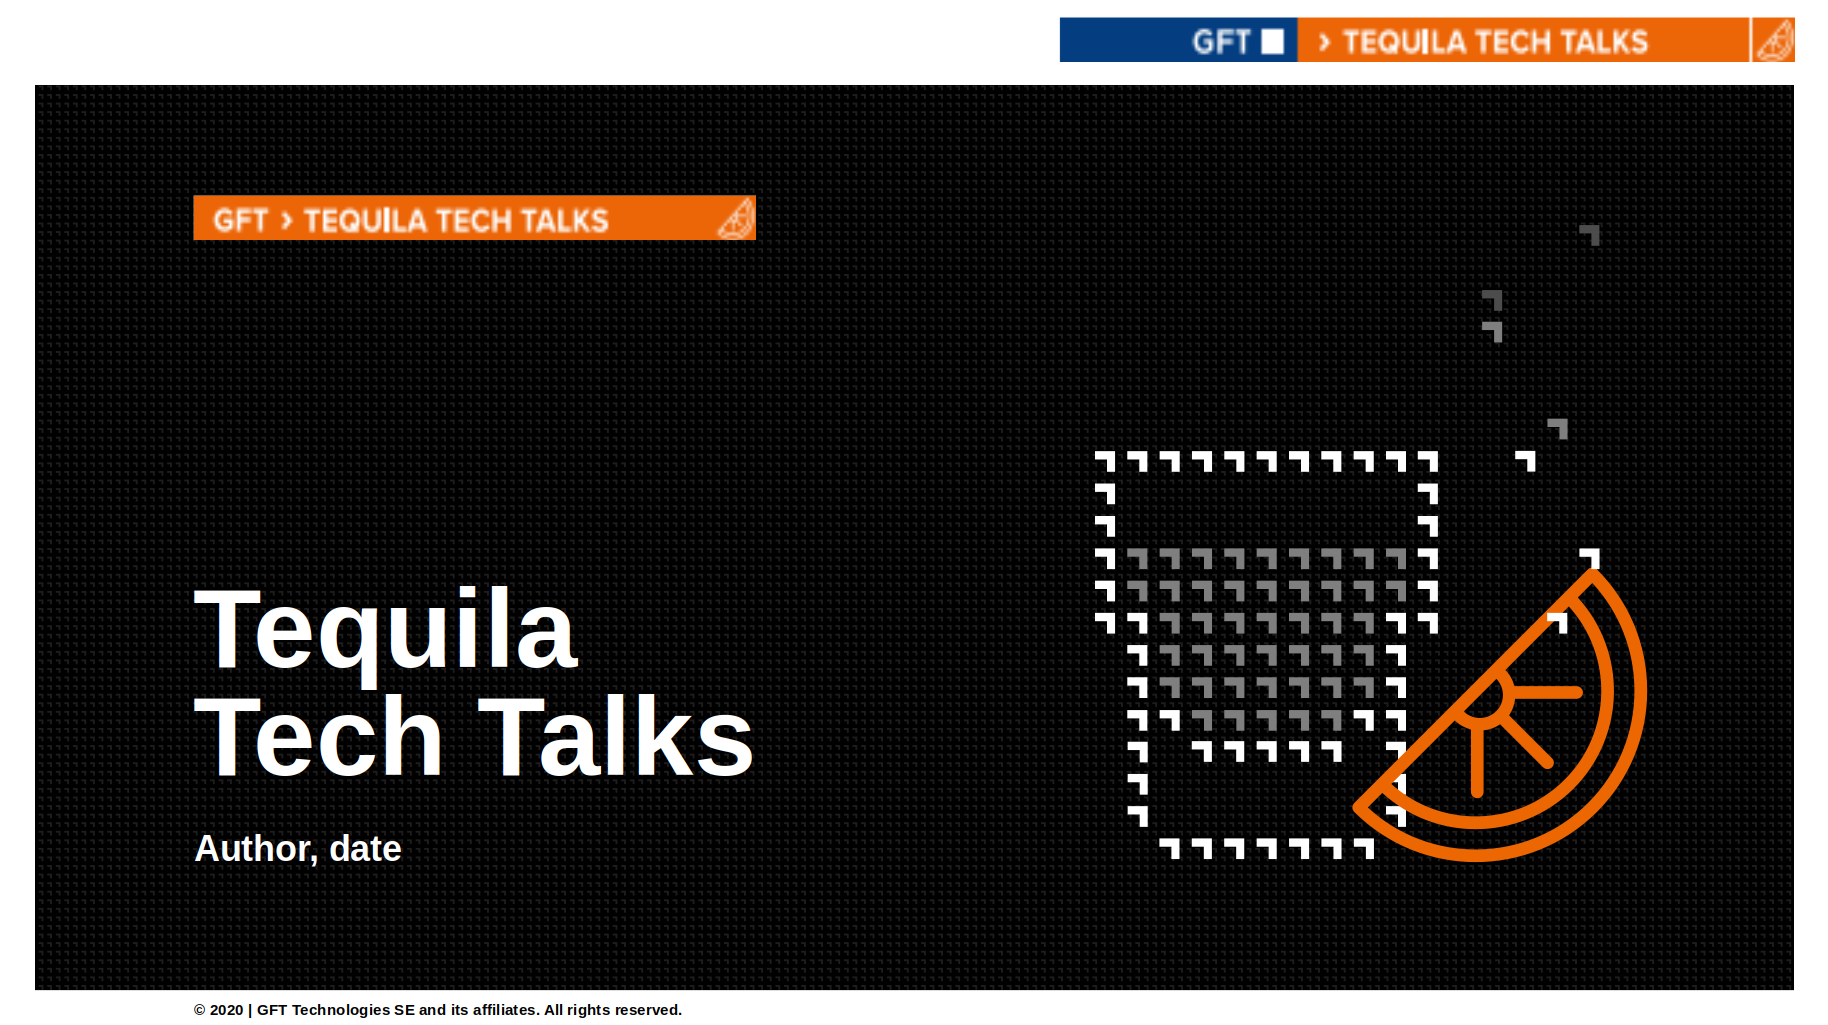 GFT > TEQUILA TECH TALKS
GFT > TEQUILA TECH TALKS
Tequila
Tech Talks
Author, date
© 2020 | GFT Technologies SE and its affiliates. All rights reserved.